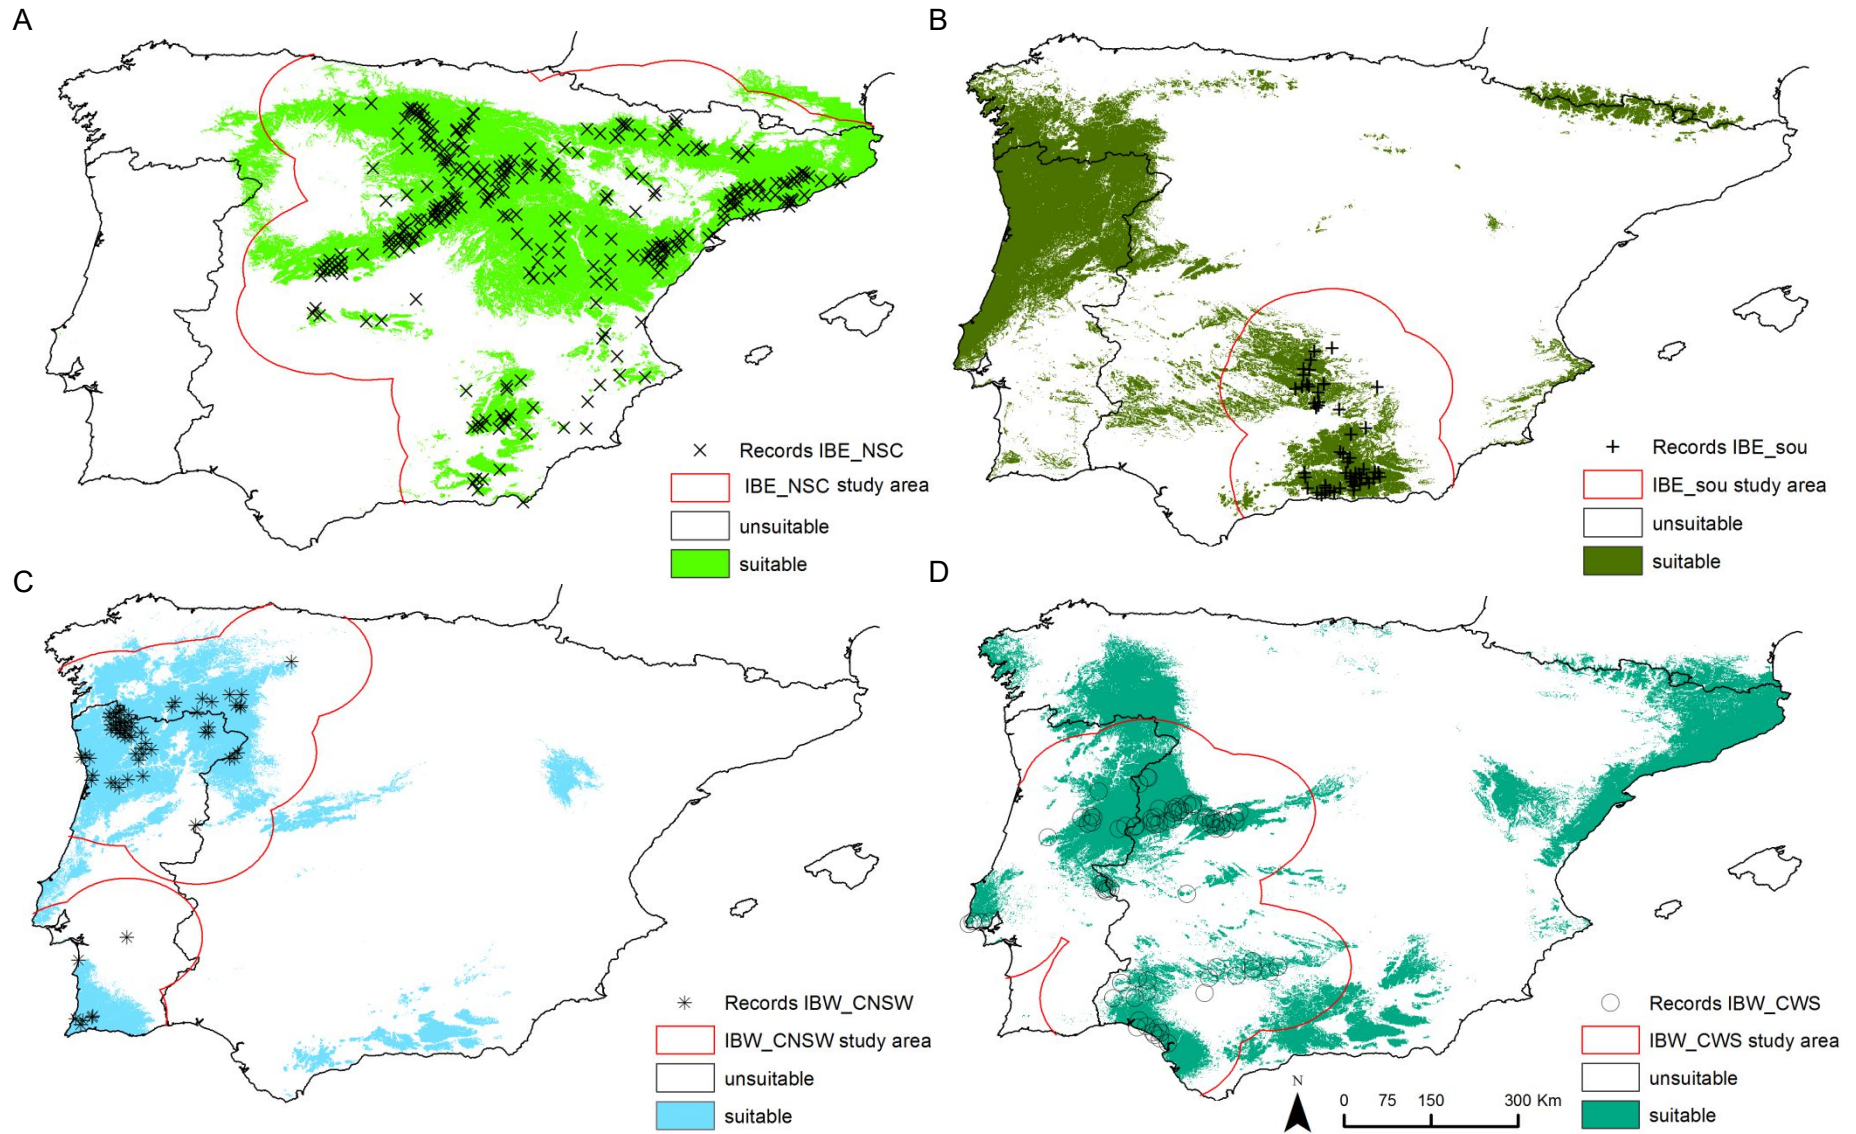 A
Records IBE_NSC
IBE_NSC study area
unsuitable
suitable
B
Records IBE_sou
IBE_sou study area
unsuitable
suitable
C
Records IBW_CNSW
IBW_CNSW study area
unsuitable
suitable
D
Records IBW_CWS
IBW_CWS study area
unsuitable
suitable
N
0 75 150 300 Km